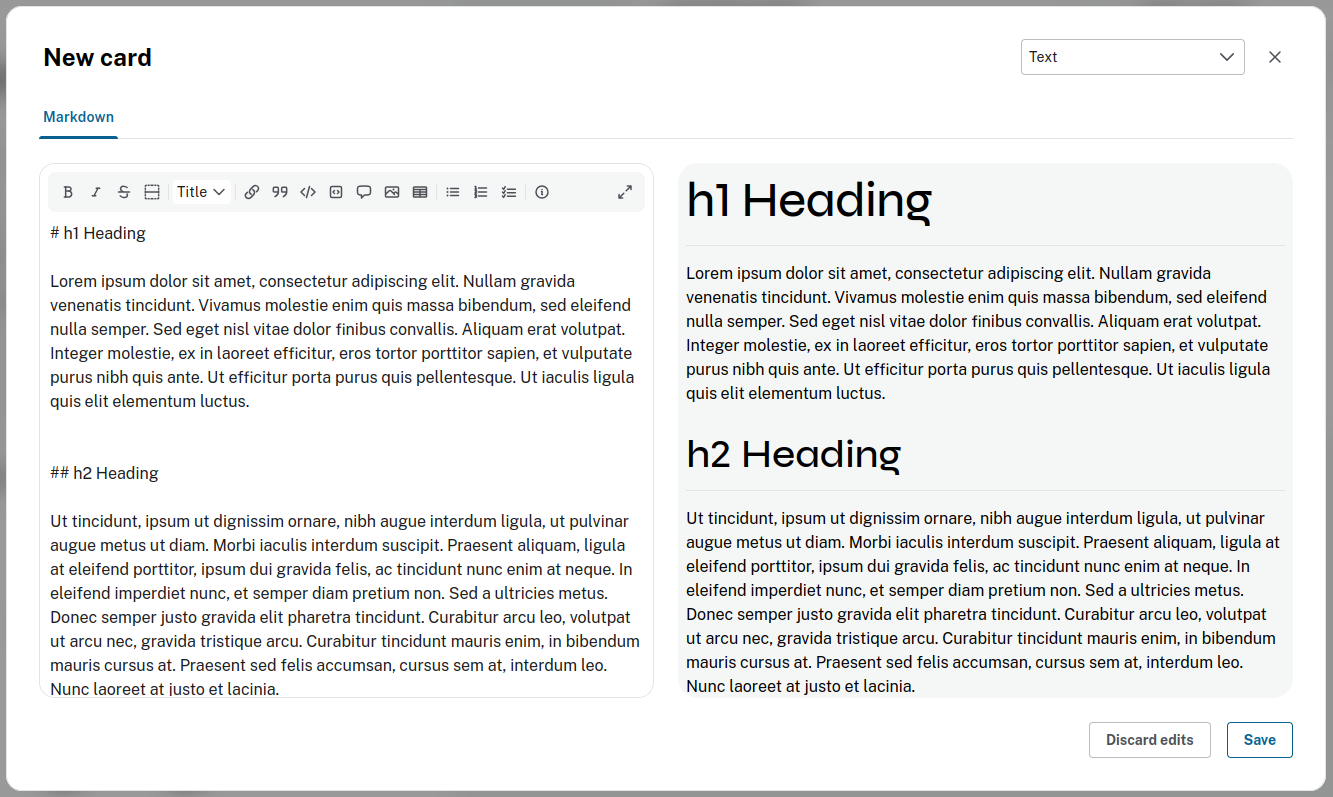 New card
Text
Markdown
Title
# h1 Heading
Lorem ipsum dolor sit amet, consectetur adipiscing elit. Nullam gravida
venenatis tincidunt. Vivamus molestie enim quis massa bibendum, sed eleifend
nulla semper. Sed eget nisl vitae dolor finibus convallis. Aliquam erat volutpat.
Integer molestie, ex in laoreet efficitur, eros tortor porttitor sapien, et vulputate
purus nibh quis ante. Ut efficitur porta purus quis pellentesque. Ut iaculis ligula
quis elit elementum luctus.
## h2 Heading
Ut tincidunt, ipsum ut dignissim ornare, nibh augue interdum ligula, ut pulvinar
augue metus ut diam. Morbi iaculis interdum suscipit. Praesent aliquam, ligula
at eleifend porttitor, ipsum dui gravida felis, ac tincidunt nunc enim at neque. In
eleifend imperdiet nunc, et semper diam pretium non. Sed a ultricies metus.
Donec semper justo gravida elit pharetra tincidunt. Curabitur arcu leo, volutpat
ut arcu nec, gravida tristique arcu. Curabitur tincidunt mauris enim, in bibendum
mauris cursus at. Praesent sed felis accumsan, cursus sem at, interdum leo.
Nunc laoreet at justo et lacinia.
h1 Heading
Lorem ipsum dolor sit amet, consectetur adipiscing elit. Nullam gravida
venenatis tincidunt. Vivamus molestie enim quis massa bibendum, sed eleifend
nulla semper. Sed eget nisl vitae dolor finibus convallis. Aliquam erat volutpat.
Integer molestie, ex in laoreet efficitur, eros tortor porttitor sapien, et vulputate
purus nibh quis ante. Ut efficitur porta purus quis pellentesque. Ut iaculis ligula
quis elit elementum luctus.
h2 Heading
Ut tincidunt, ipsum ut dignissim ornare, nibh augue interdum ligula, ut pulvinar
augue metus ut diam. Morbi iaculis interdum suscipit. Praesent aliquam, ligula at
eleifend porttitor, ipsum dui gravida felis, ac tincidunt nunc enim at neque. In
eleifend imperdiet nunc, et semper diam pretium non. Sed a ultricies metus.
Donec semper justo gravida elit pharetra tincidunt. Curabitur arcu leo, volutpat
ut arcu nec, gravida tristique arcu. Curabitur tincidunt mauris enim, in bibendum
mauris cursus at. Praesent sed felis accumsan, cursus sem at, interdum leo.
Nunc laoreet at justo et lacinia.
Discard edits
Save